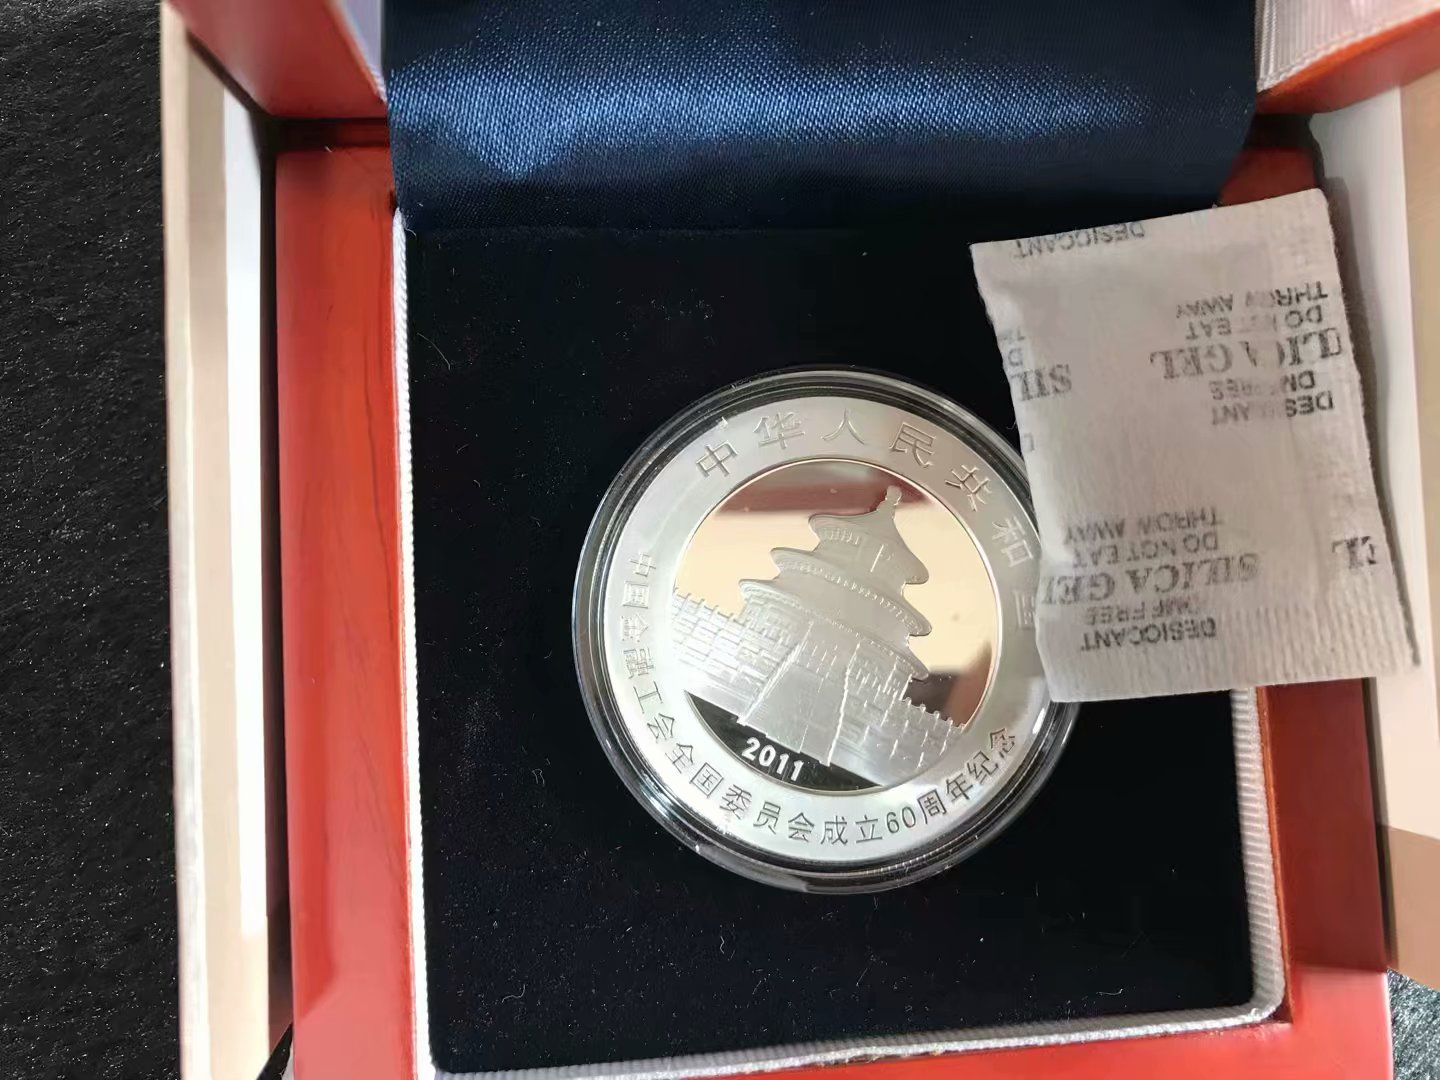 中华人民共和国
2011
中国金融工会全国委员会成立60周年纪念
DESICCANT
THROW AWAY
DO NOT EAT
SILICA GEL
DMF FREE
DESICCANT
THROW AWAY
DO NOT EAT
SILICA GEL
DMF FREE
DESICCANT